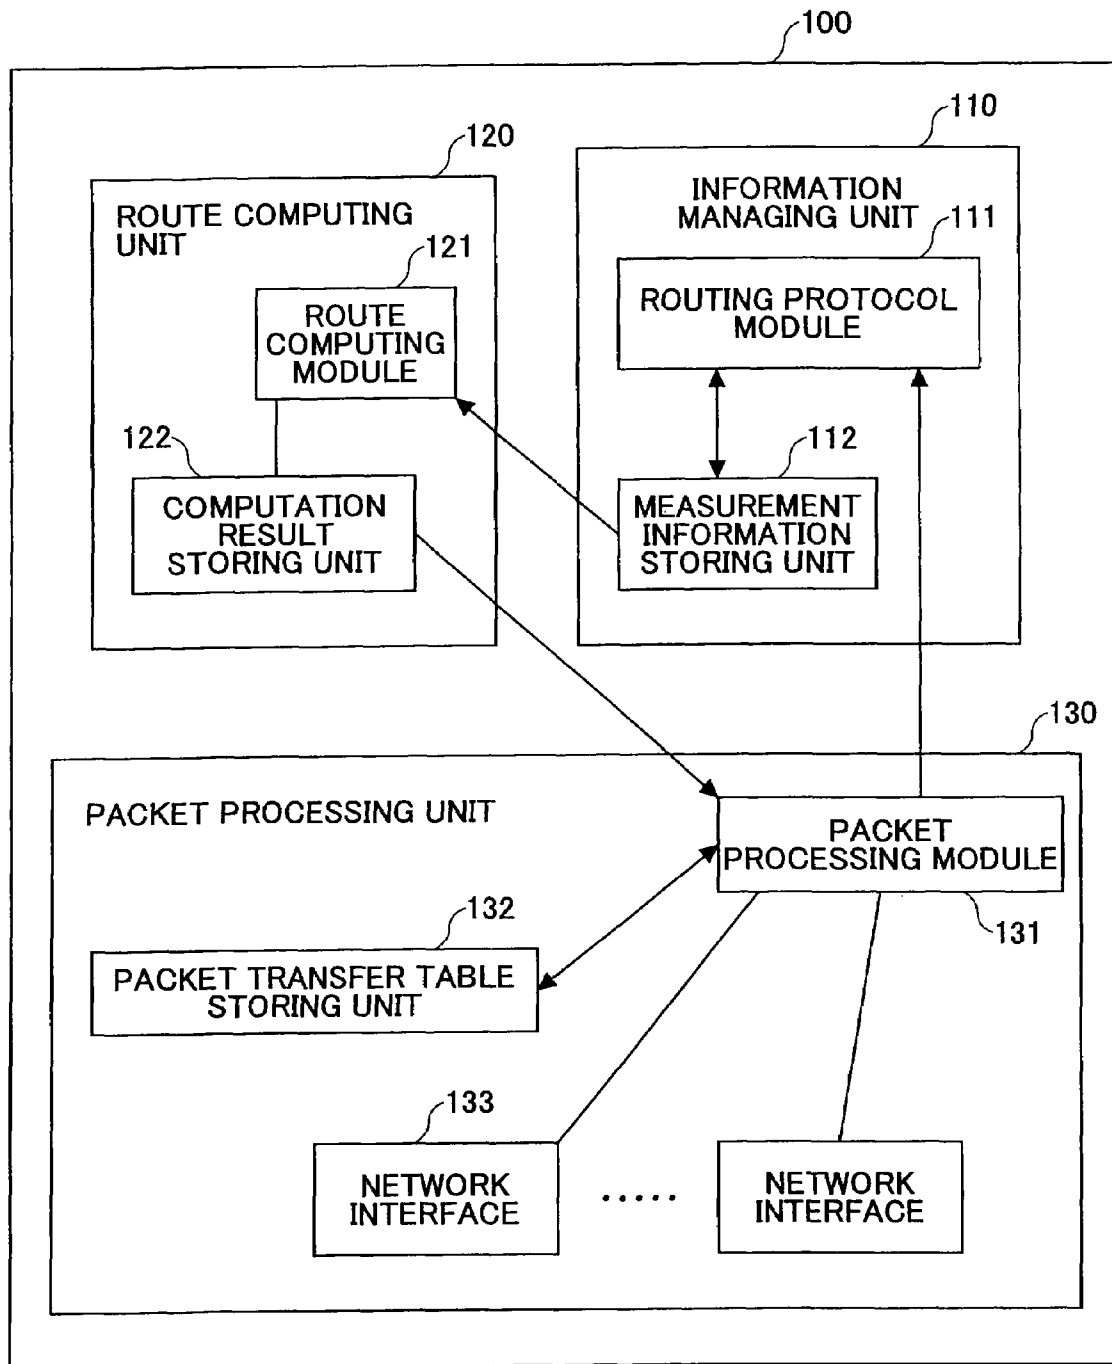 100
110
120
INFORMATION
MANAGING UNIT
ROUTE COMPUTING
UNIT
111
121
ROUTING PROTOCOL
MODULE
ROUTE
COMPUTING
MODULE
122
112
COMPUTATION
RESULT
STORING UNIT
MEASUREMENT
INFORMATION
STORING UNIT
130
PACKET PROCESSING UNIT
PACKET
PROCESSING MODULE
131
132
PACKET TRANSFER TABLE
STORING UNIT
133
NETWORK
INTERFACE
.....
NETWORK
INTERFACE